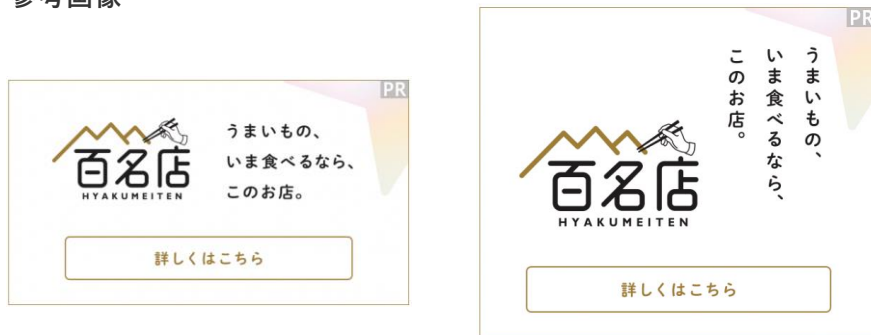 参考画像
PR
百名店
HYAKUMEITEN
うまいもの、
いま食べるなら、
このお店。
詳しくはこちら
PR
うまいもの、
いま食べるなら、
このお店。
百名店
HYAKUMEITEN
詳しくはこちら